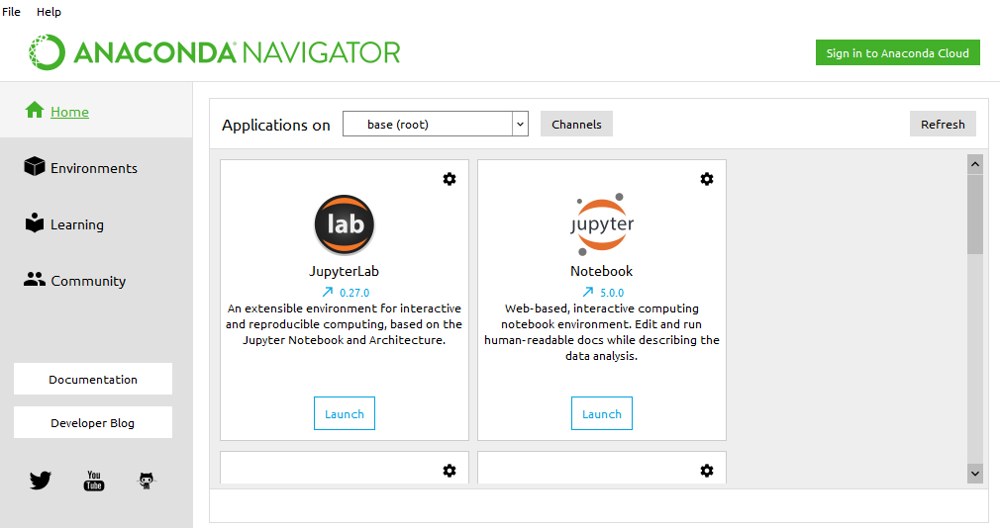 File Help
ANACONDA NAVIGATOR
Sign in to Anaconda Cloud
Home
Environments
Learning
Community
Documentation
Developer Blog
You
Tube
Applications on base (root) Channels Refresh
lab
JupyterLab
0.27.0
An extensible environment for interactive
and reproducible computing, based on the
Jupyter Notebook and Architecture.
Launch
jupyter
Notebook
5.0.0
Web-based, interactive computing
notebook environment. Edit and run
human-readable docs while describing the
data analysis.
Launch